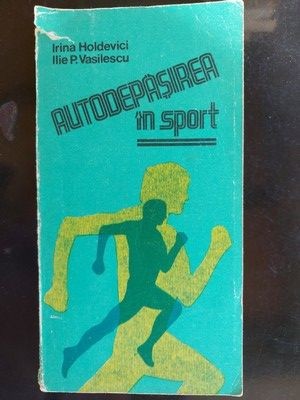 Irina Holdevici
Ilie P. Vasilescu
AUTODEPĂȘIREA
în sport